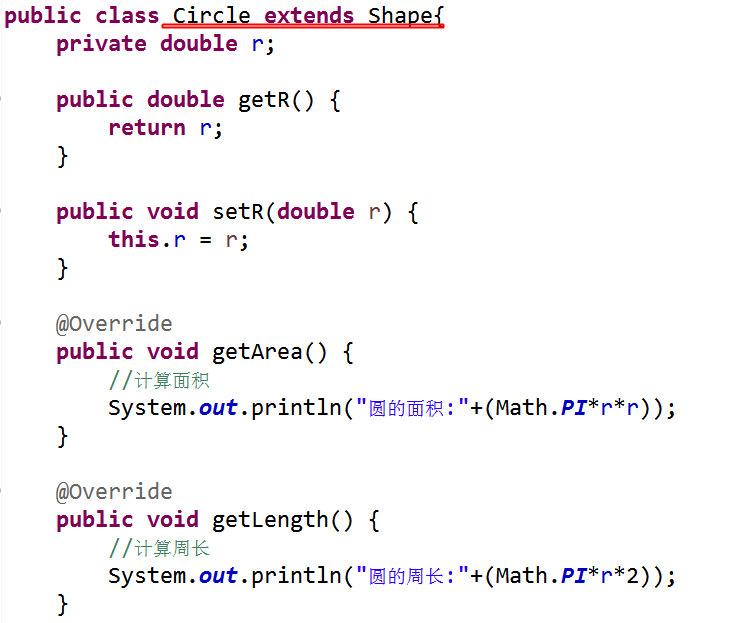 public class Circle extends Shape{
    private double r;
    public double getR() {
        return r;
    }
    public void setR(double r) {
        this.r = r;
    }
    @Override
    public void getArea() {
        //计算面积
        System.out.println("圆的面积:"+(Math.PI*r*r));
    }
    @Override
    public void getLength() {
        //计算周长
        System.out.println("圆的周长:"+(Math.PI*r*2));
    }